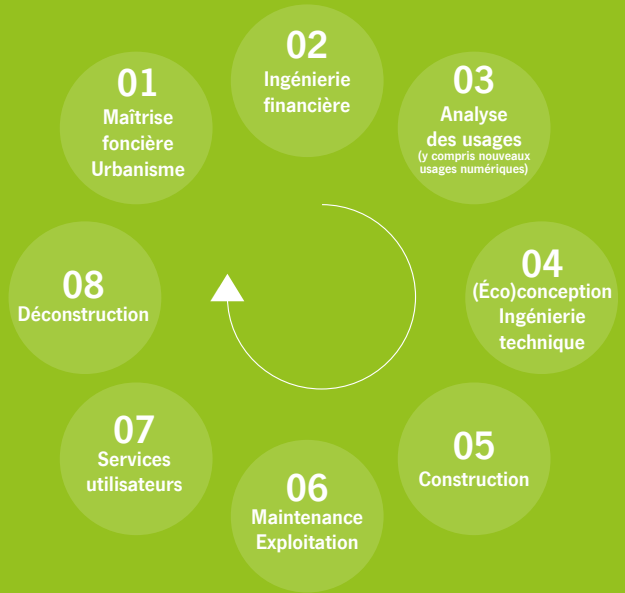 01
Maîtrise
foncière
Urbanisme
02
Ingénierie
financière
03
Analyse
des usages
(y compris nouveaux
usages numériques)
04
(Éco)conception
Ingénierie
technique
05
Construction
06
Maintenance
Exploitation
07
Services
utilisateurs
08
Déconstruction